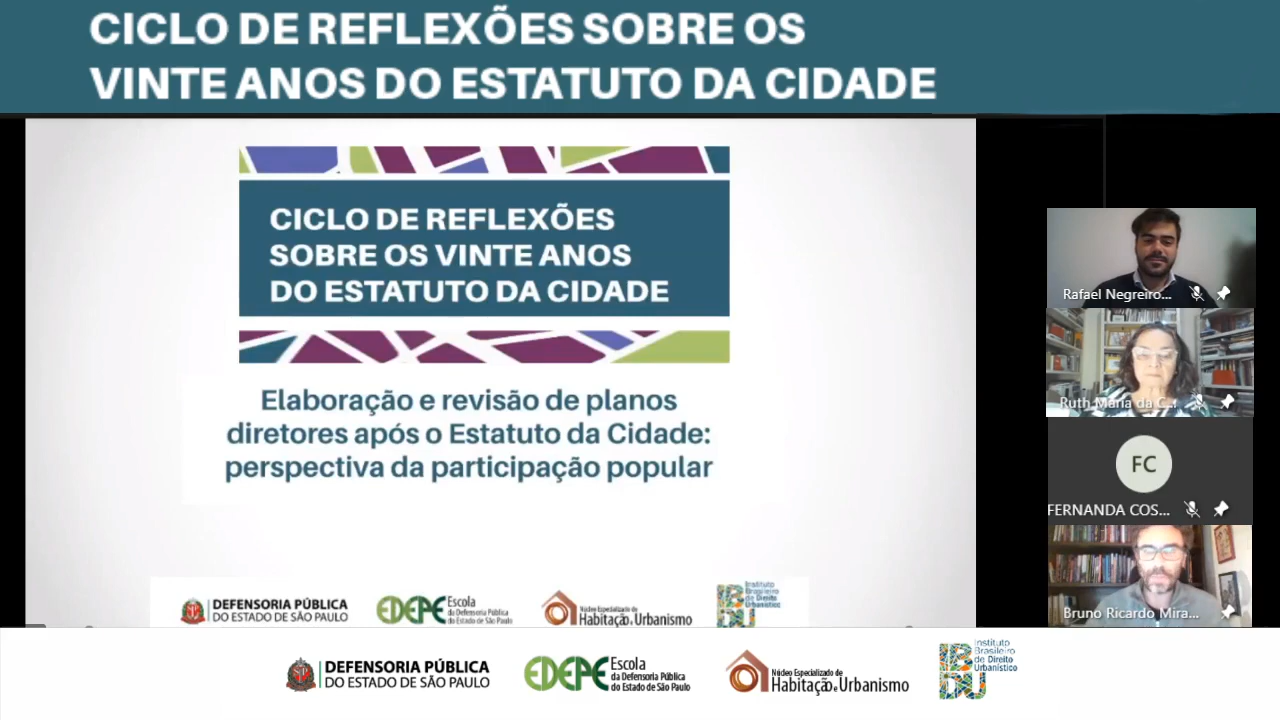 CICLO DE REFLEXÕES SOBRE OS
VINTE ANOS DO ESTATUTO DA CIDADE
CICLO DE REFLEXÕES
SOBRE OS VINTE ANOS
DO ESTATUTO DA CIDADE
Elaboração e revisão de planos
diretores após o Estatuto da Cidade:
perspectiva da participação popular
DEFENSORIA PÚBLICA
DO ESTADO DE SÃO PAULO
EDEPE
Escola
da Defensoria Pública
do Estado de São Paulo
Núcleo Especializado de
Habitação e Urbanismo
Instituto
Brasileiro
de Direito
Urbanístico
IBDU
Rafael Negreiro...
Ruth Maria da C...
FC
FERNANDA COS...
Bruno Ricardo Mira...
DEFENSORIA PÚBLICA
DO ESTADO DE SÃO PAULO
EDEPE
Escola
da Defensoria Pública
do Estado de São Paulo
Núcleo Especializado de
Habitação e Urbanismo
Instituto
Brasileiro
de Direito
Urbanístico
IBDU